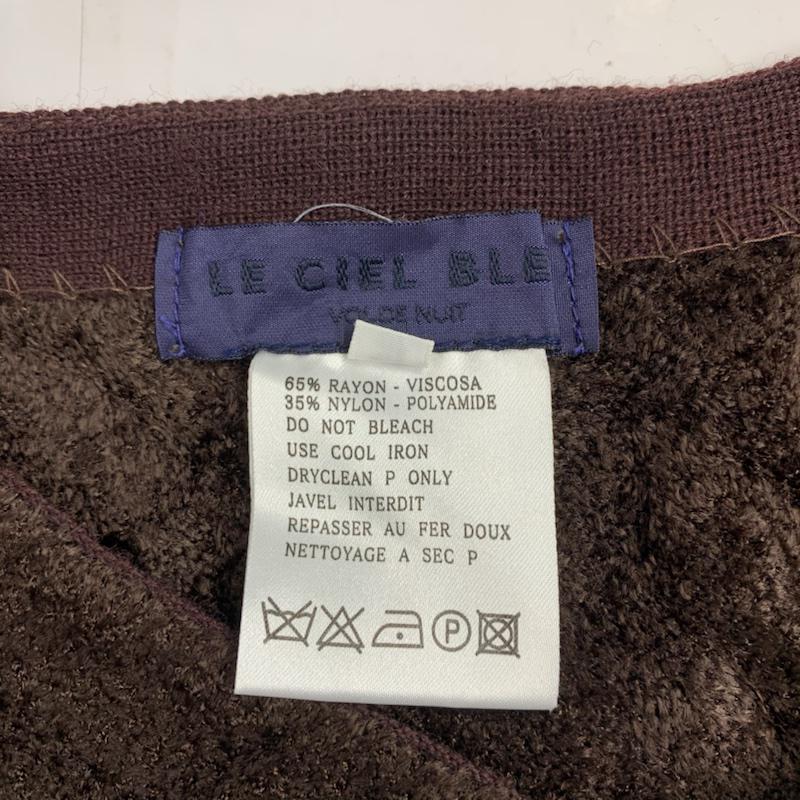 LE CIEL BLE
VOL DE NUIT
65% RAYON - VISCOSA
35% NYLON - POLYAMIDE
DO NOT BLEACH
USE COOL IRON
DRYCLEAN P ONLY
JAVEL INTERDIT
REPASSER AU FER DOUX
NETTOYAGE A SEC P
P